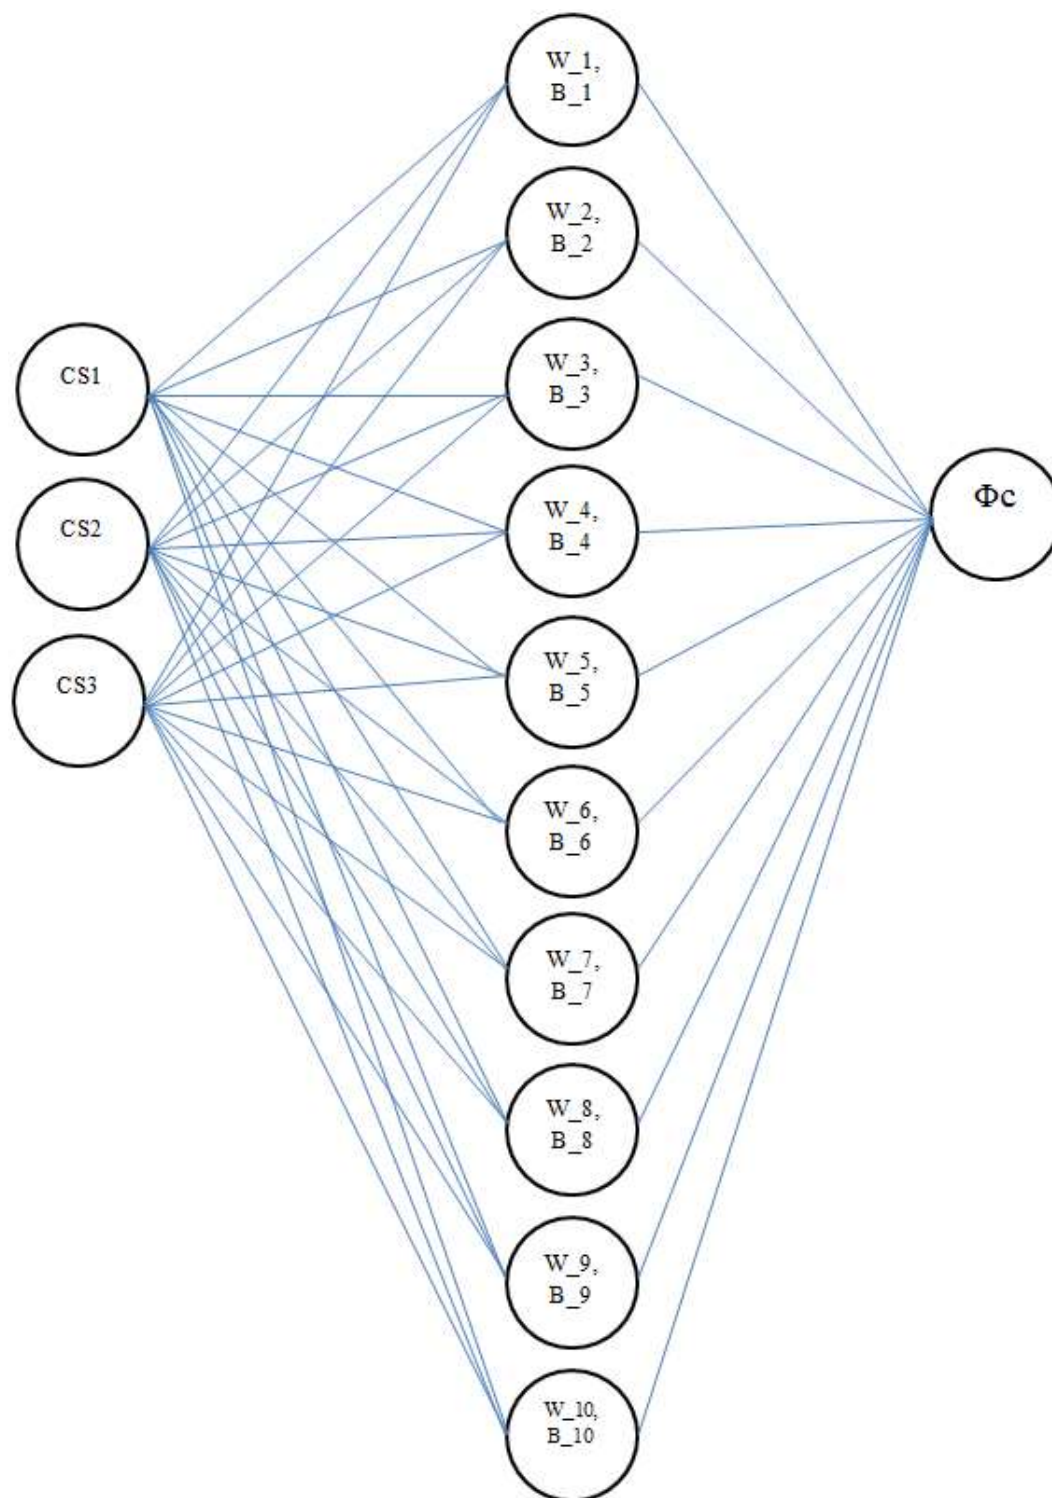 CS1
CS2
CS3
W_1,
B_1
W_2,
B_2
W_3,
B_3
W_4,
B_4
W_5,
B_5
W_6,
B_6
W_7,
B_7
W_8,
B_8
W_9,
B_9
W_10,
B_10
Φc